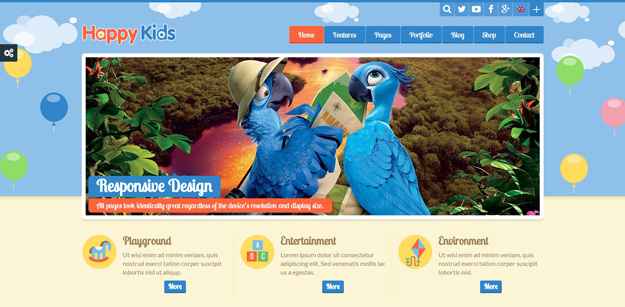 Happy Kids
Home Features Pages Portfolio Blog Shop Contact
Responsive Design
All pages look identically great regardless of the device's resolution and display size.
Playground
Ut wisi enim ad minim veniam, quis
nostrud exerci tation corper suscipit
lobortis nisl ut aliquip.
More
Entertainment
Lorem ipsum dolor sit consectetur
adipiscing elit. Sed venenatis mollis lac
us a egestas.
More
Environment
Ut wisi enim ad minim veniam, quis
nostrud exerci tation corper suscipit
lobortis nisl.
More
A B C